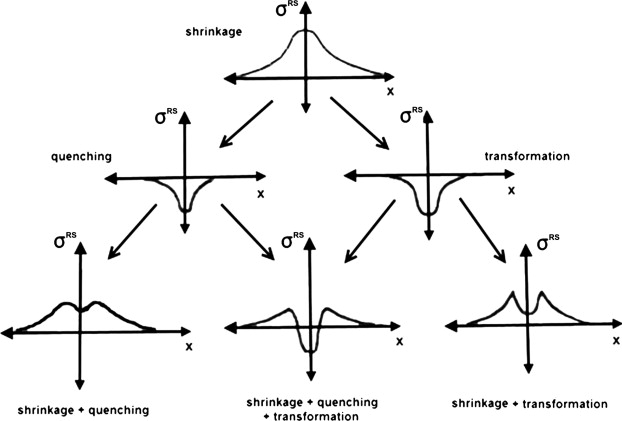 σRS
shrinkage
x
σRS
σRS
quenching
transformation
x
x
σRS
σRS
σRS
x
x
x
shrinkage + quenching
shrinkage + quenching
+ transformation
shrinkage + transformation